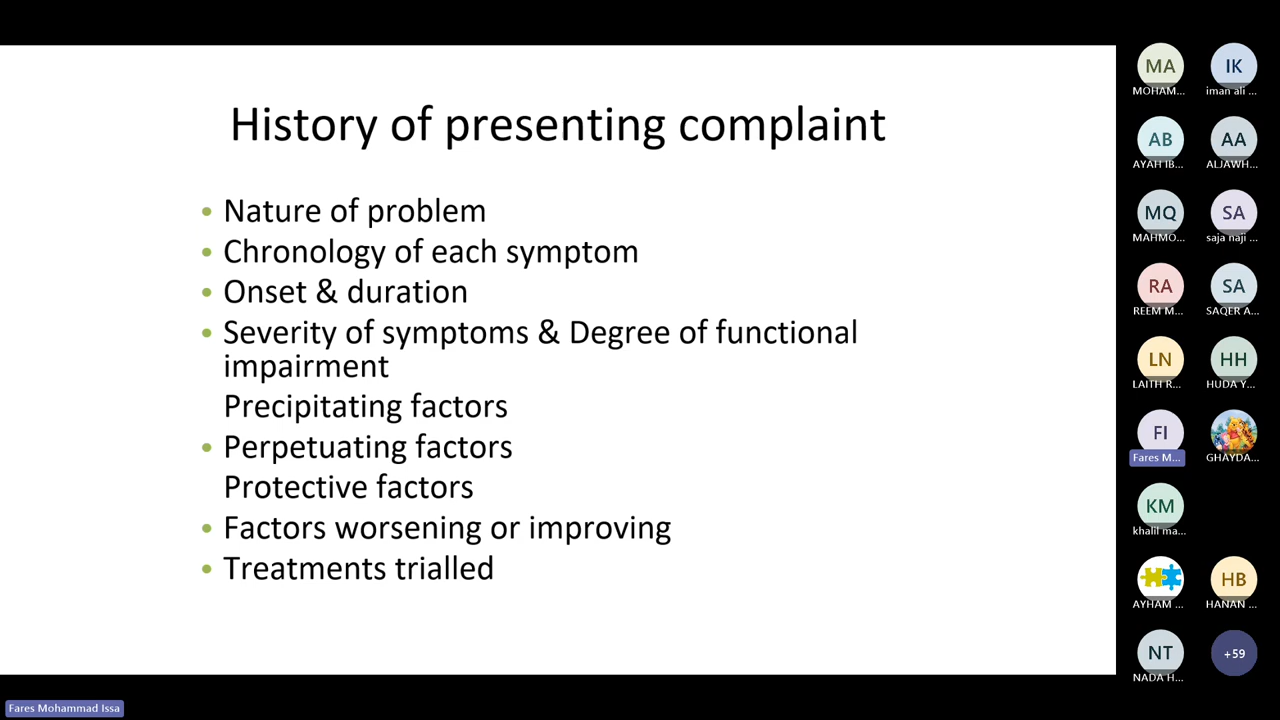 History of presenting complaint
• Nature of problem
• Chronology of each symptom
• Onset & duration
• Severity of symptoms & Degree of functional
impairment
Precipitating factors
• Perpetuating factors
Protective factors
• Factors worsening or improving
• Treatments trialled
MA
MOHAM...
IK
iman ali ...
AB
AYAH IB...
AA
ALJAWH...
MQ
MAHMO...
SA
saja naji ...
RA
REEM M...
SA
SAQER A...
LN
LAITH R...
HH
HUDA Y...
FI
Fares M...
GHAYDA...
KM
khalil ma...
AYHAM ...
HB
HANAN ...
NT
NADA H...
+59
Fares Mohammad Issa